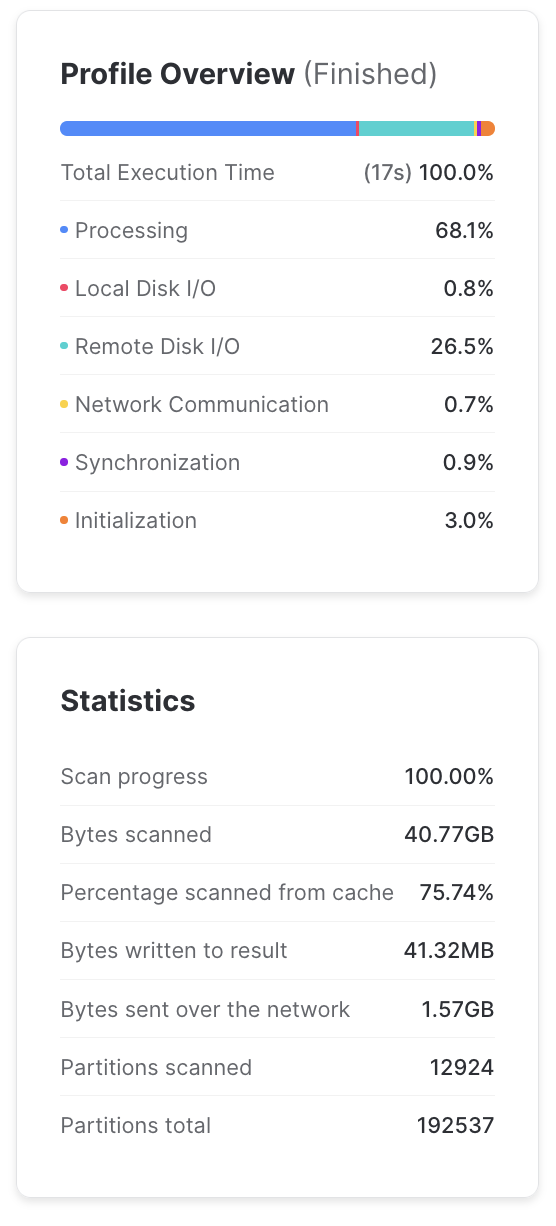 Profile Overview (Finished)
Total Execution Time (17s) 100.0%
Processing 68.1%
Local Disk I/O 0.8%
Remote Disk I/O 26.5%
Network Communication 0.7%
Synchronization 0.9%
Initialization 3.0%
Statistics
Scan progress 100.00%
Bytes scanned 40.77GB
Percentage scanned from cache 75.74%
Bytes written to result 41.32MB
Bytes sent over the network 1.57GB
Partitions scanned 12924
Partitions total 192537